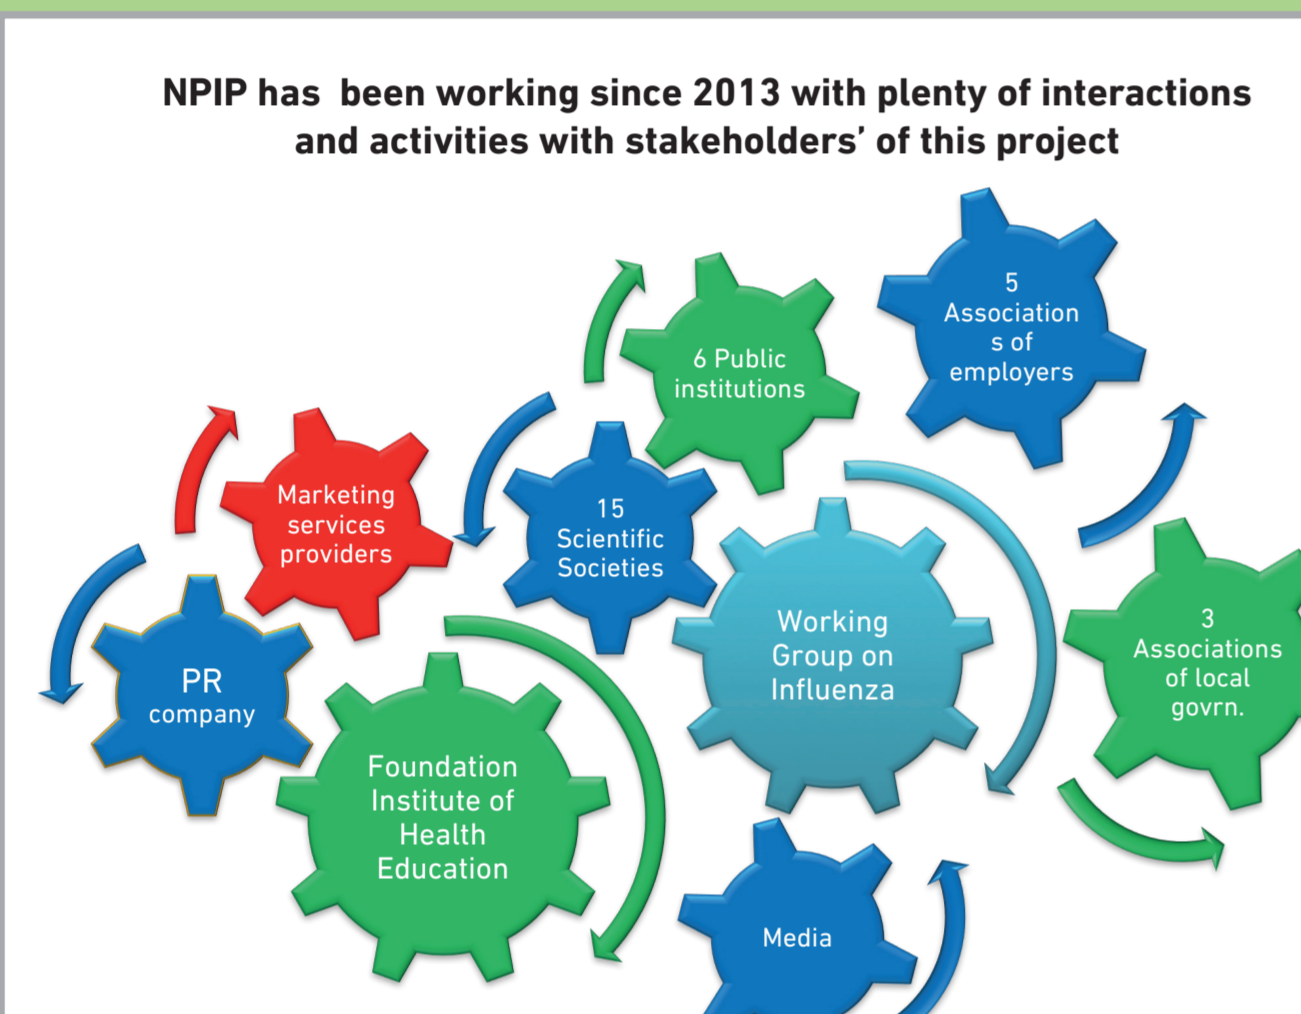 NPIP has  been working since 2013 with plenty of interactions
and activities with stakeholders’ of this project
5
Association
s of
employers
6 Public
institutions
Marketing
services
providers
15
Scientific
Societies
Working
Group on
Influenza
3
Associations
of local
govrn.
PR
company
Foundation
Institute of
Health
Education
Media